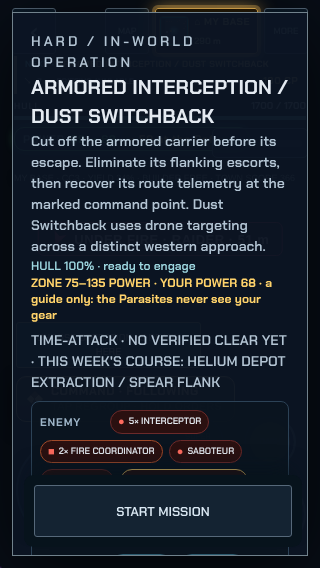 HARD / IN-WORLD
OPERATION
ARMORED INTERCEPTION /
DUST SWITCHBACK
Cut off the armored carrier before its
escape. Eliminate its flanking escorts,
then recover its route telemetry at the
marked command point. Dust
Switchback uses drone targeting
across a distinct western approach.
HULL 100% · ready to engage
ZONE 75–135 POWER · YOUR POWER 68 · a
guide only: the Parasites never see your
gear
TIME-ATTACK · NO VERIFIED CLEAR YET
· THIS WEEK'S COURSE: HELIUM DEPOT
EXTRACTION / SPEAR FLANK
ENEMY 5× INTERCEPTOR
2× FIRE COORDINATOR SABOTEUR
START MISSION